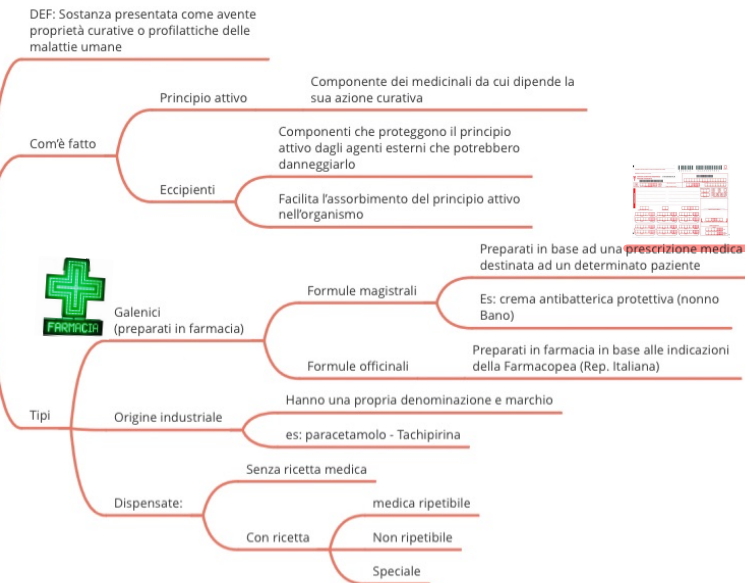 DEF: Sostanza presentata come avente
proprietà curative o profilattiche delle
malattie umane
Com'è fatto
Principio attivo
Componente dei medicinali da cui dipende la
sua azione curativa
Eccipienti
Componenti che proteggono il principio
attivo dagli agenti esterni che potrebbero
danneggiarlo
Facilita l'assorbimento del principio attivo
nell'organismo
Tipi
FARMACIA
Galenici
(preparati in farmacia)
Formule magistrali
Preparati in base ad una prescrizione medica
destinata ad un determinato paziente
Es: crema antibatterica protettiva (nonno
Bano)
Formule officinali
Preparati in farmacia in base alle indicazioni
della Farmacopea (Rep. Italiana)
Origine industriale
Hanno una propria denominazione e marchio
es: paracetamolo - Tachipirina
Dispensate:
Senza ricetta medica
Con ricetta
medica ripetibile
Non ripetibile
Speciale